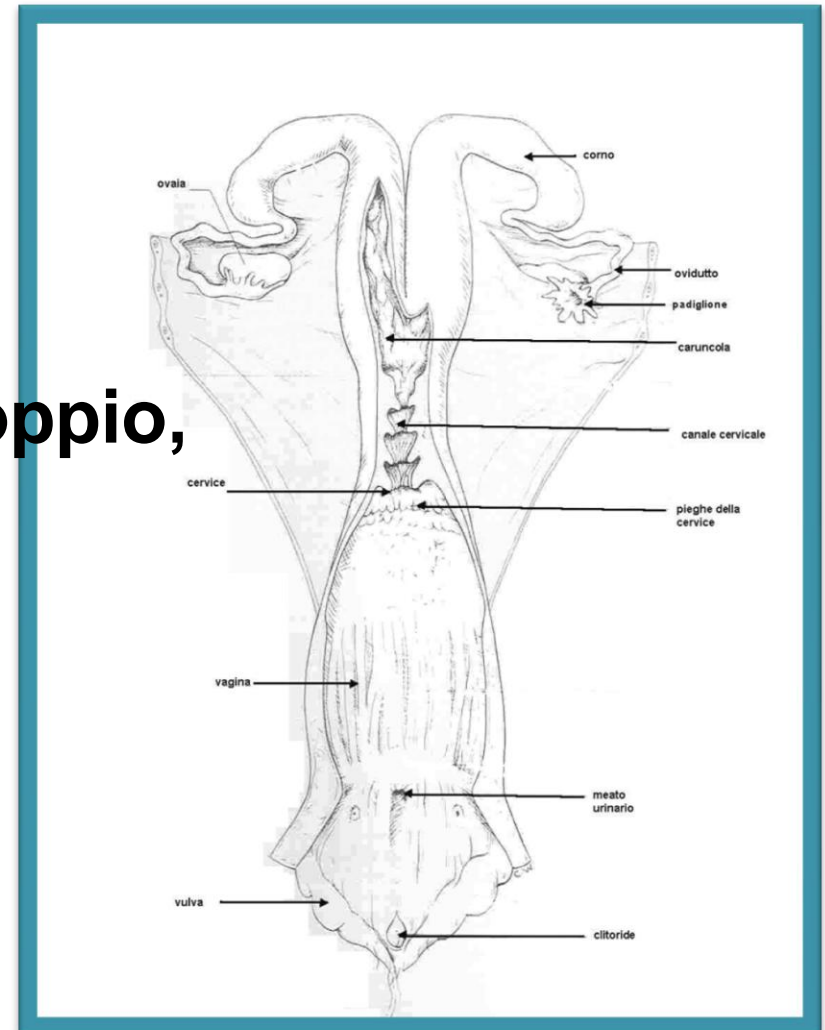 corno
ovaia
ovidutto
padiglione
caruncola
oppio,
canale cervicale
cervice
pieghe della
cervice
vagina
meato
urinario
vulva
clitoride